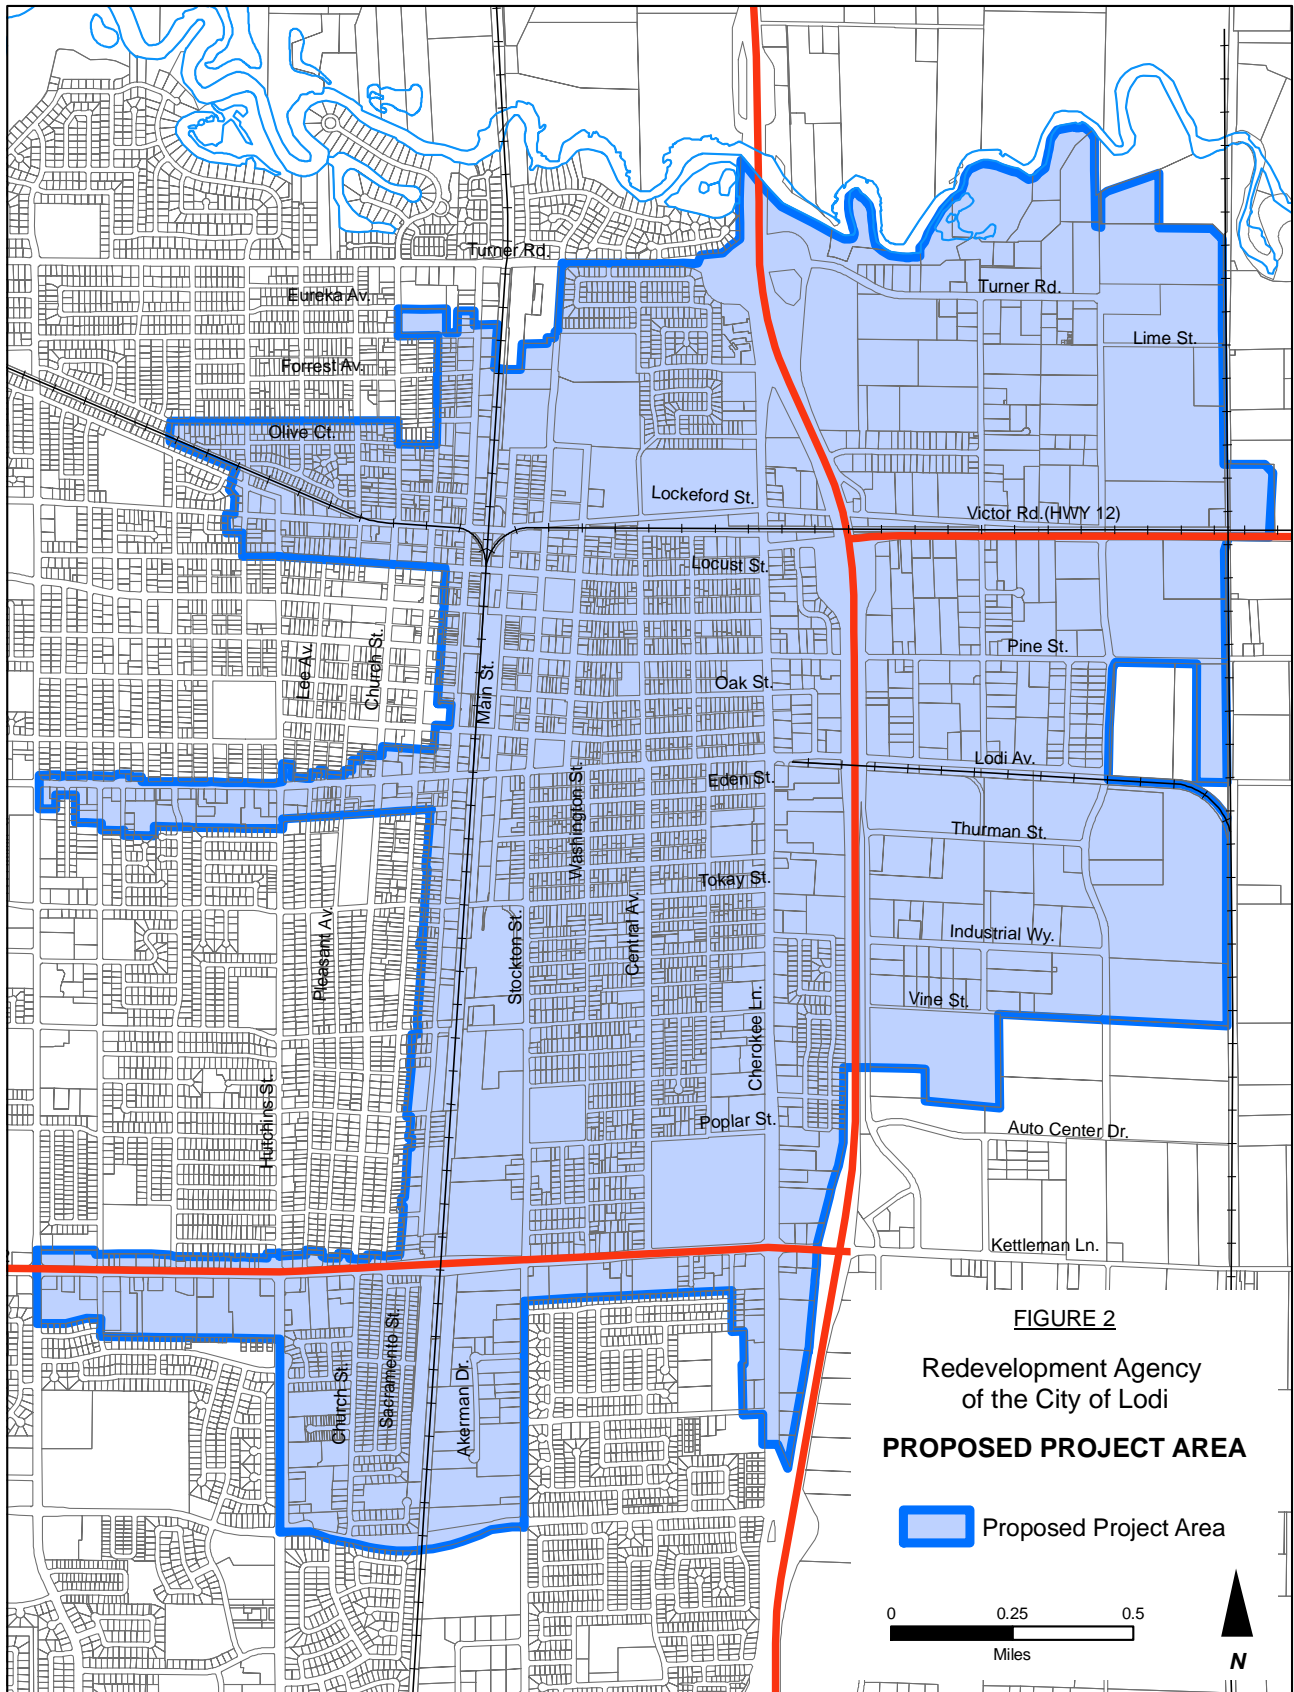 Turner Rd.
Eureka Av.
Turner Rd.
Lime St.
Forrest Av.
Olive Ct.
Lockeford St.
Victor Rd.(HWY 12)
Locust St.
Pine St.
Lee Av.
Church St.
Main St.
Oak St.
Lodi Av.
Eden St.
Washington St.
Thurman St.
Tokay St.
Pleasant Av.
Stockton St.
Central Av.
Industrial Wy.
Vine St.
Cherokee Ln.
Hutchins St.
Poplar St.
Auto Center Dr.
Kettleman Ln.
Church St.
Sacramento St.
Akerman Dr.
FIGURE 2
Redevelopment Agency
of the City of Lodi
PROPOSED PROJECT AREA
Proposed Project Area
0 0.25 0.5
Miles
N